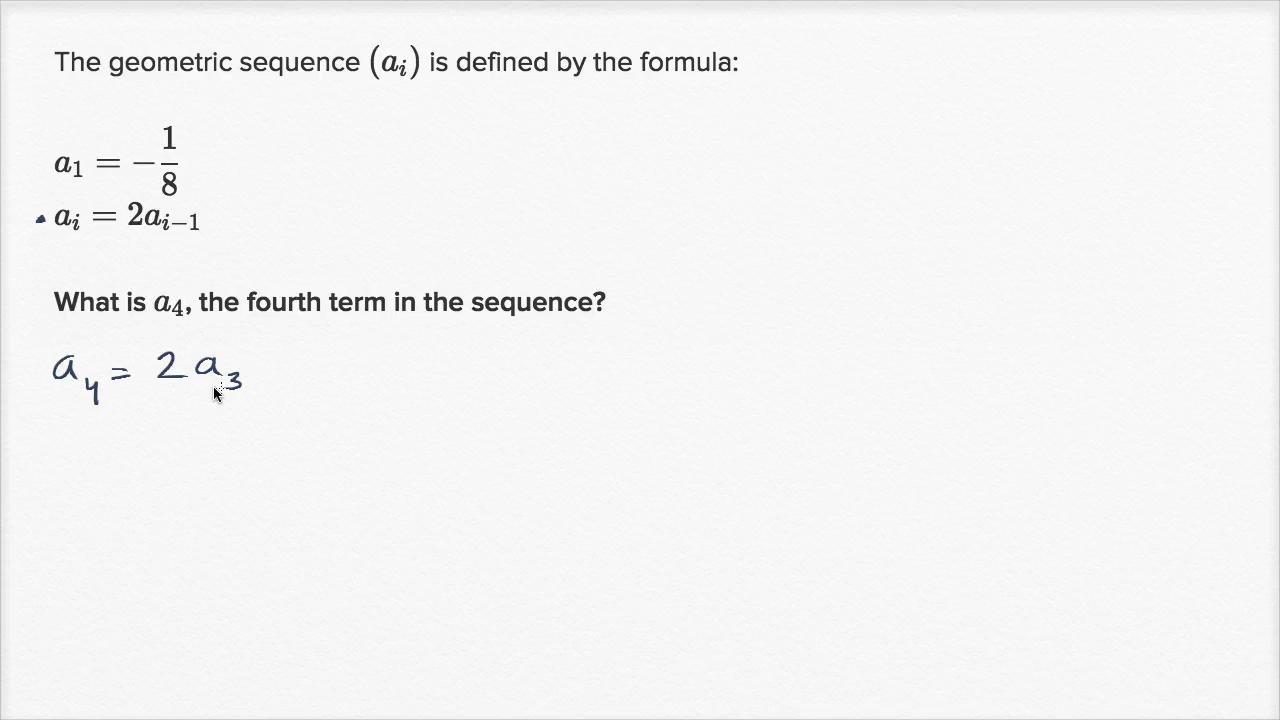 The geometric sequence (aᵢ) is defined by the formula:
a₁ = −1/8
aᵢ = 2aᵢ₋₁
What is a₄, the fourth term in the sequence?
a₄ = 2a₃